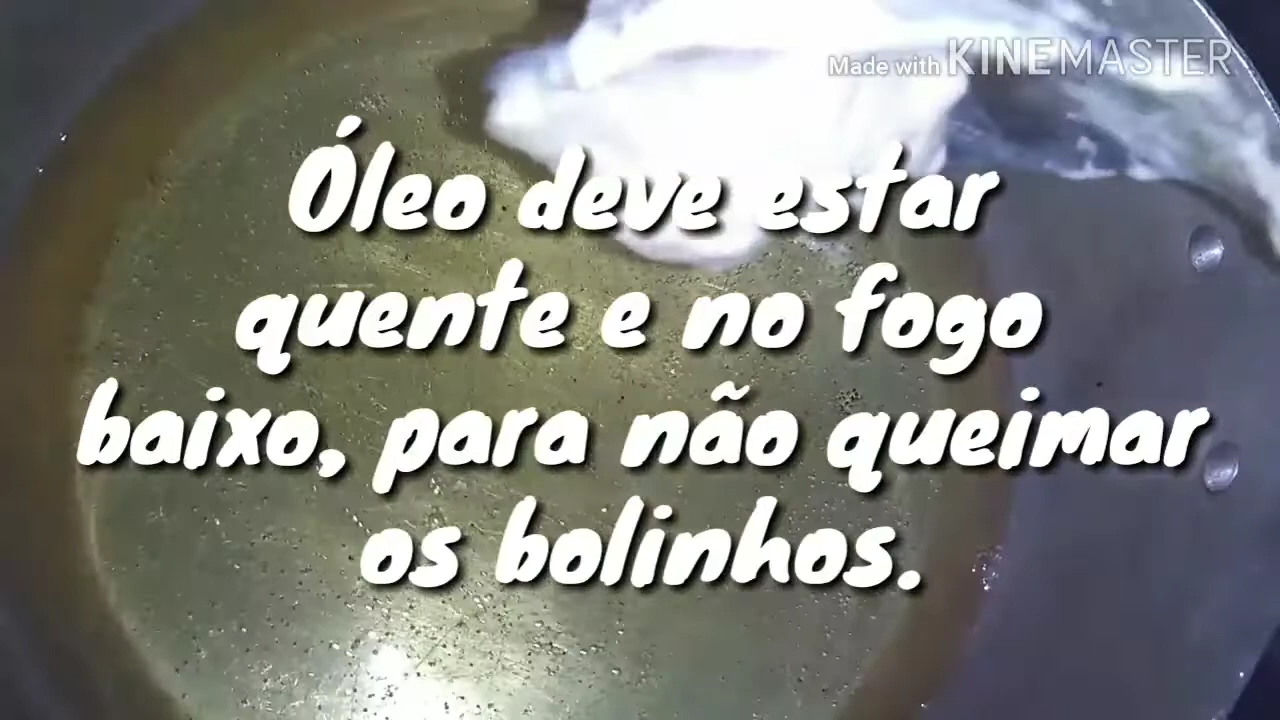 Made with KINEMASTER
Óleo deve estar
quente e no fogo
baixo, para não queimar
os bolinhos.